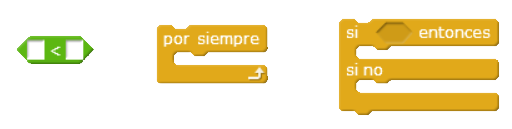 <
por siempre
si entonces
si no